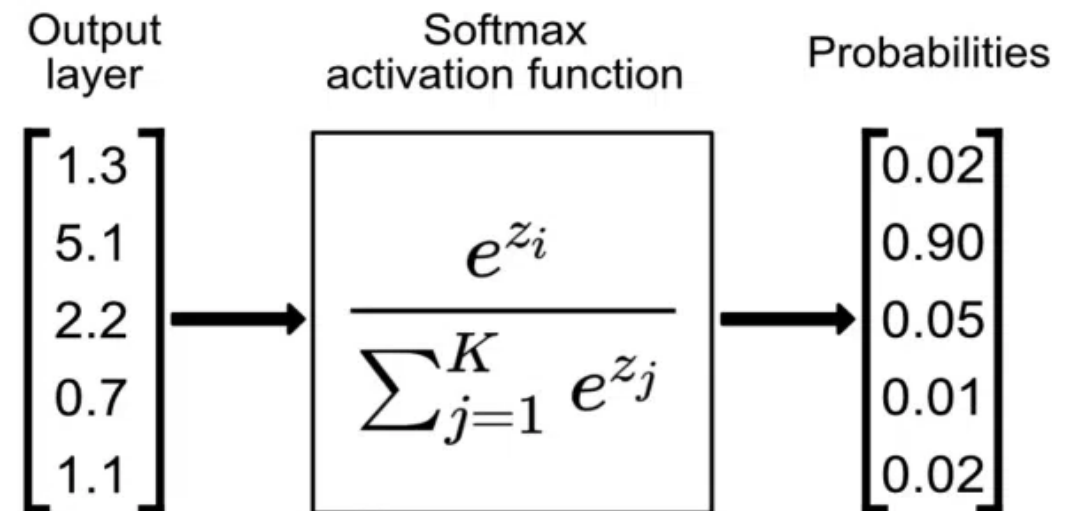 Output
layer
Softmax
activation function
Probabilities
1.3
5.1
2.2
0.7
1.1
e^{z_i}
∑_{j=1}^{K} e^{z_j}
0.02
0.90
0.05
0.01
0.02